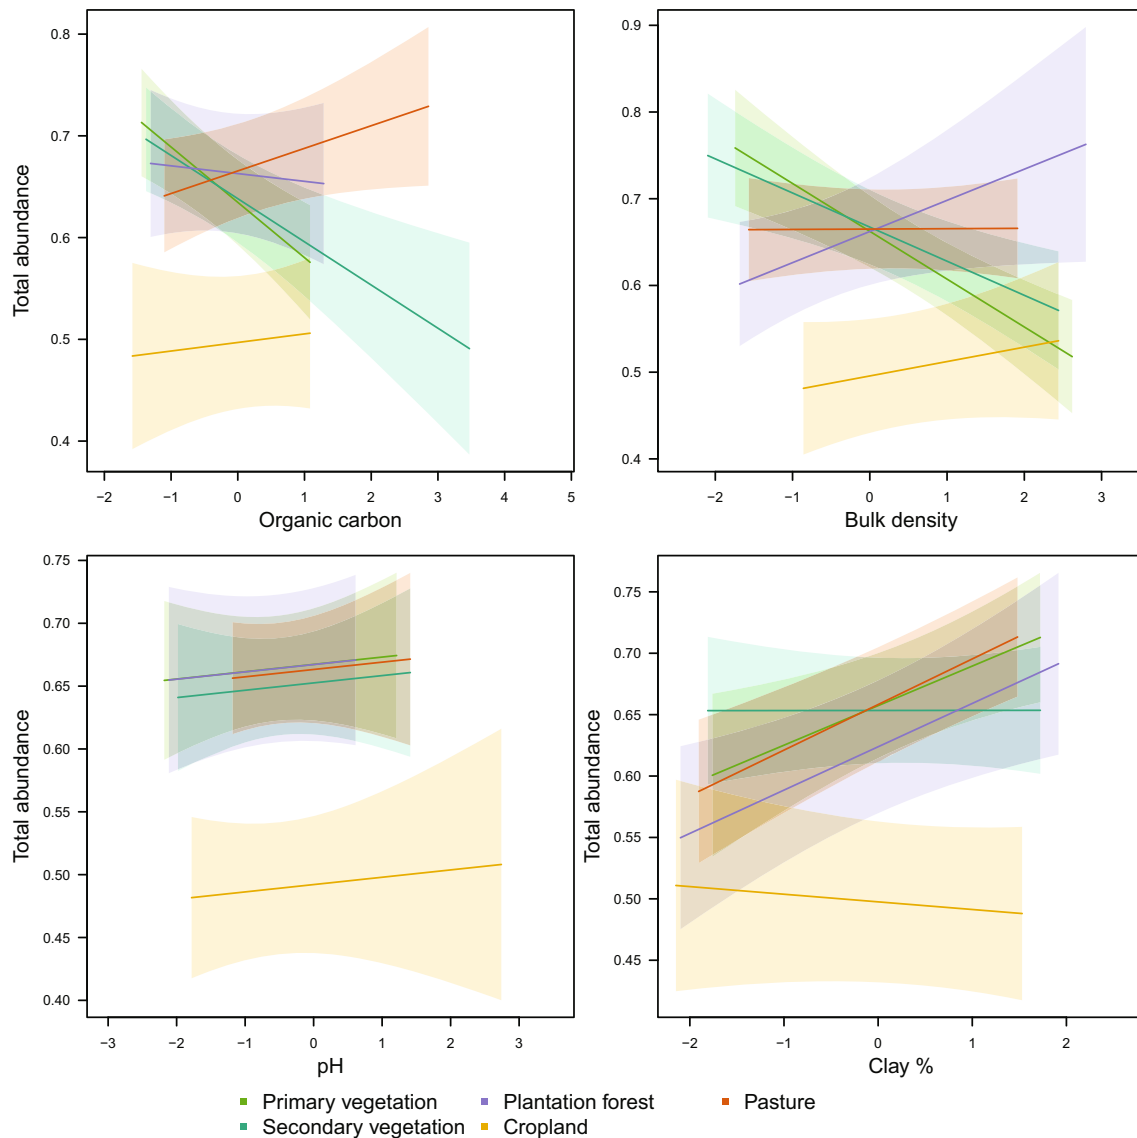 0.8
0.7
0.6
0.5
0.4
Total abundance
−2 −1 0 1 2 3 4 5
Organic carbon
0.9
0.8
0.7
0.6
0.5
0.4
−2 −1 0 1 2 3
Bulk density
0.75
0.70
0.65
0.60
0.55
0.50
0.45
0.40
Total abundance
−3 −2 −1 0 1 2 3
pH
0.75
0.70
0.65
0.60
0.55
0.50
0.45
Total abundance
−2 −1 0 1 2
Clay %
Primary vegetation Plantation forest Pasture
Secondary vegetation Cropland